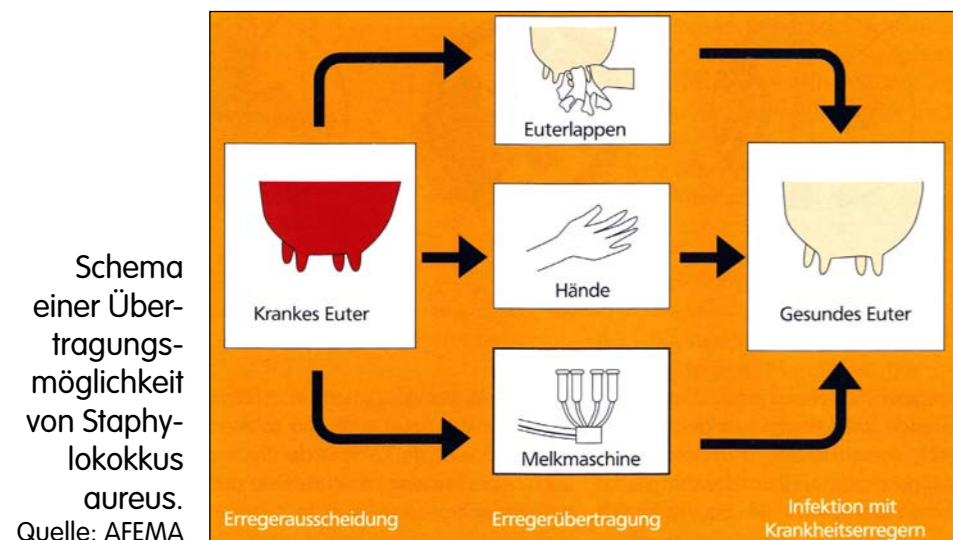 Schema
einer Über-
tragungs-
möglichkeit
von Staphy-
lokokkus
aureus.
Quelle: AFEMA
Euterlappen
Krankes Euter
Hände
Gesundes Euter
Melkmaschine
Erregerausscheidung
Erregerübertragung
Infektion mit
Krankheitserregern